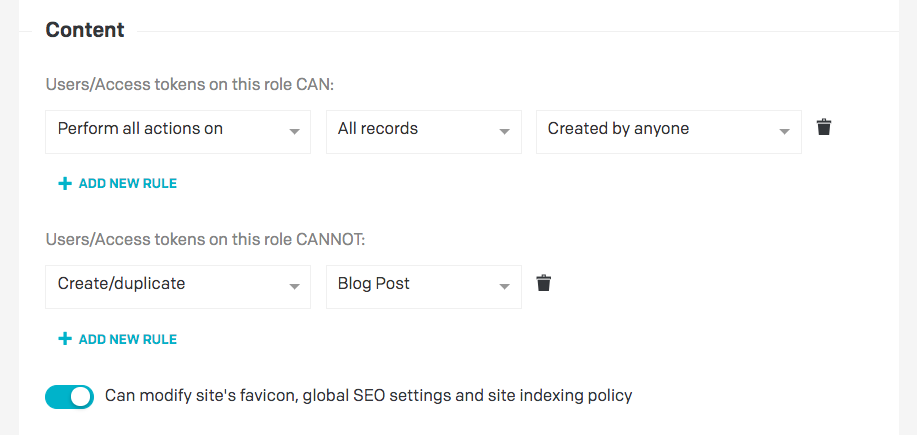 Content
Users/Access tokens on this role CAN:
Perform all actions on All records Created by anyone
ADD NEW RULE
Users/Access tokens on this role CANNOT:
Create/duplicate Blog Post
ADD NEW RULE
Can modify site's favicon, global SEO settings and site indexing policy